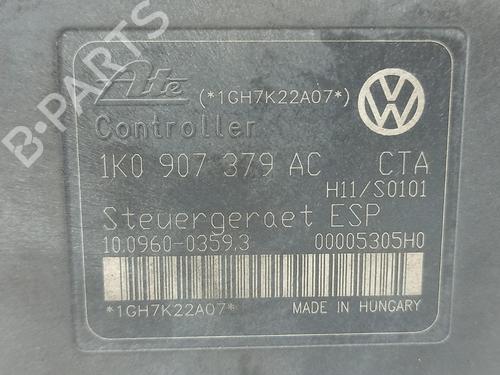 Ate (*1GH7K22A07*)
Controller
1K0 907 379 AC CTA
H11/S0101
Steuergeraet ESP
10.0960-0359.3 00005305H0
*1GH7K22A07* MADE IN HUNGARY
B-PARTS